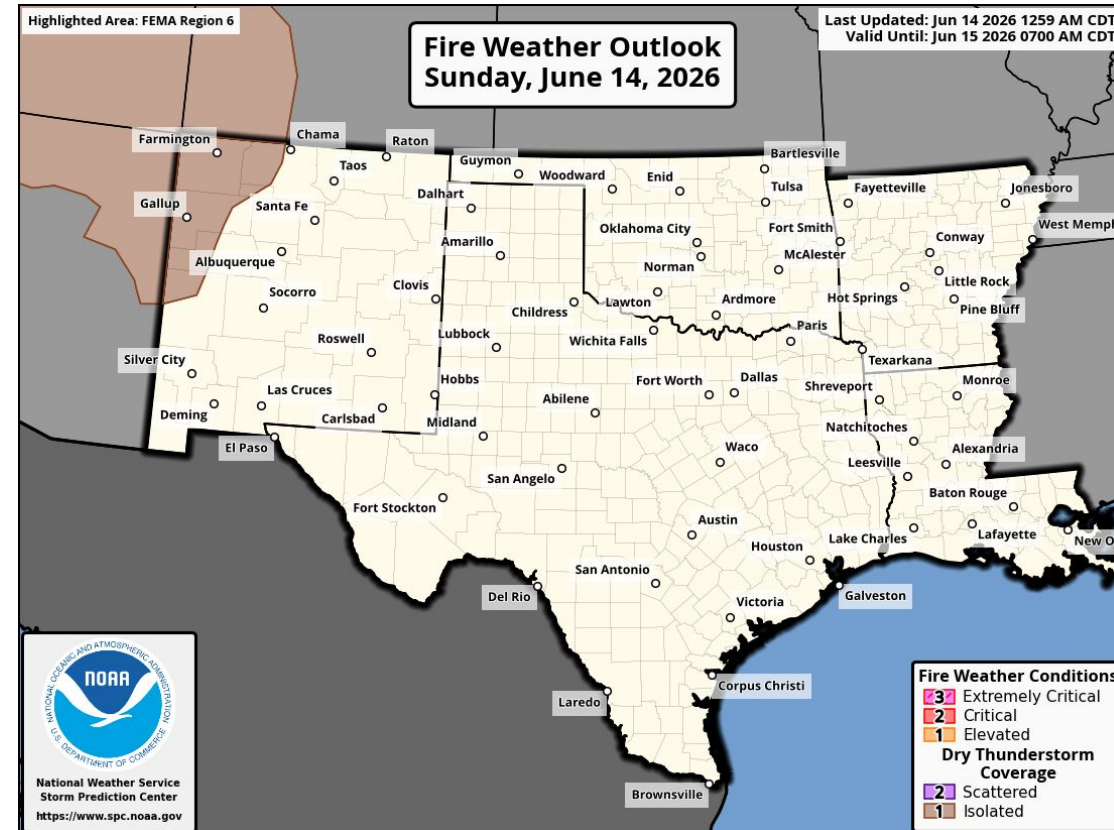 Highlighted Area: FEMA Region 6
Fire Weather Outlook
Sunday, June 14, 2026
Last Updated: Jun 14 2026 1259 AM CDT
Valid Until: Jun 15 2026 0700 AM CDT
Farmington
Chama
Raton
Taos
Guymon
Woodward
Enid
Bartlesville
Tulsa
Fayetteville
Jonesboro
Gallup
Santa Fe
Dalhart
Oklahoma City
Fort Smith
West Memph
Albuquerque
Amarillo
Norman
McAlester
Conway
Socorro
Clovis
Childress
Lawton
Ardmore
Hot Springs
Little Rock
Pine Bluff
Roswell
Lubbock
Wichita Falls
Paris
Texarkana
Silver City
Las Cruces
Hobbs
Abilene
Fort Worth
Dallas
Shreveport
Monroe
Deming
Carlsbad
Midland
Natchitoches
El Paso
San Angelo
Waco
Leesville
Alexandria
Fort Stockton
Austin
Baton Rouge
Houston
Lake Charles
Lafayette
New O
Del Rio
San Antonio
Galveston
Victoria
Laredo
Corpus Christi
Brownsville
NATIONAL OCEANIC AND ATMOSPHERIC ADMINISTRATION
NOAA
U.S. DEPARTMENT OF COMMERCE
National Weather Service
Storm Prediction Center
https://www.spc.noaa.gov
Fire Weather Conditions
3 Extremely Critical
2 Critical
1 Elevated
Dry Thunderstorm
Coverage
2 Scattered
1 Isolated